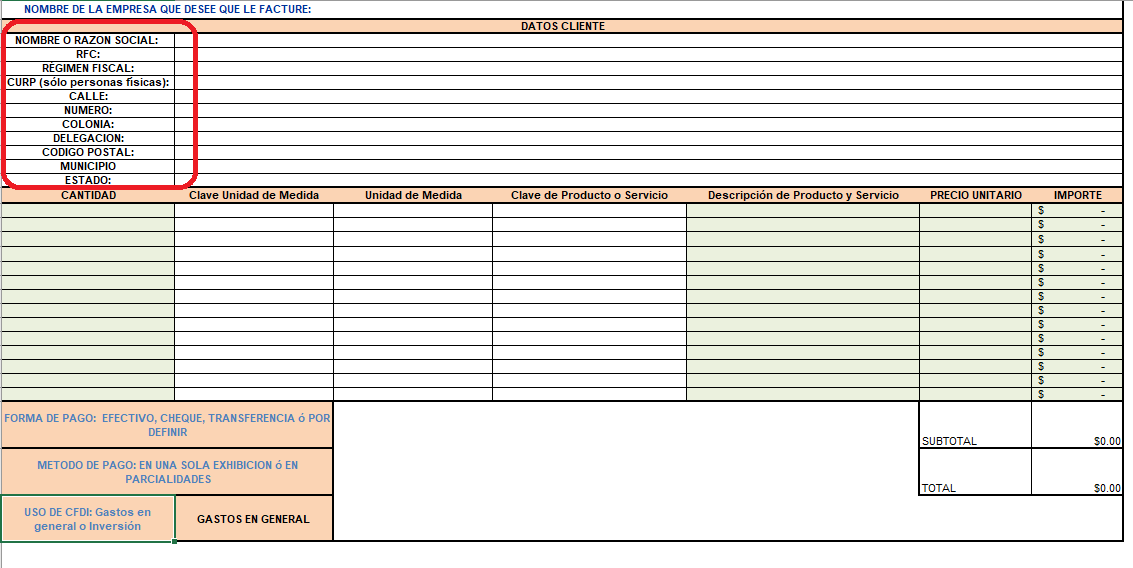 NOMBRE DE LA EMPRESA QUE DESEE QUE LE FACTURE:
DATOS CLIENTE
NOMBRE O RAZON SOCIAL:
RFC:
RÉGIMEN FISCAL:
CURP (sólo personas físicas):
CALLE:
NUMERO:
COLONIA:
DELEGACION:
CODIGO POSTAL:
MUNICIPIO
ESTADO:
CANTIDAD Clave Unidad de Medida Unidad de Medida Clave de Producto o Servicio Descripción de Producto y Servicio PRECIO UNITARIO IMPORTE
$ -
$ -
$ -
$ -
$ -
$ -
$ -
$ -
$ -
$ -
$ -
$ -
$ -
$ -
FORMA DE PAGO: EFECTIVO, CHEQUE, TRANSFERENCIA ó POR
DEFINIR
SUBTOTAL $0.00
METODO DE PAGO: EN UNA SOLA EXHIBICION ó EN
PARCIALIDADES
TOTAL $0.00
USO DE CFDI: Gastos en
general o Inversión
GASTOS EN GENERAL